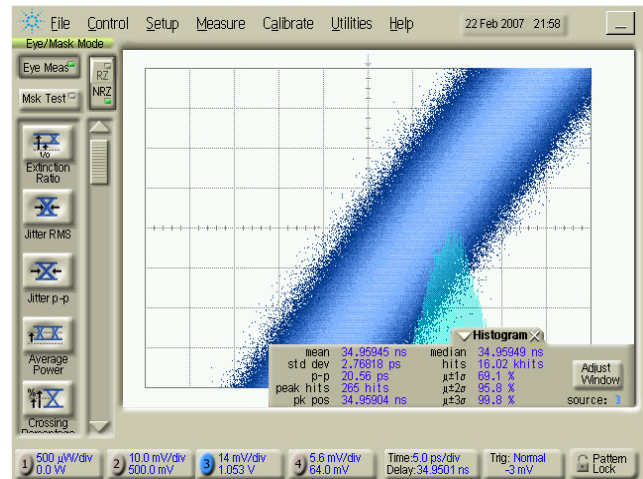 File Control Setup Measure Calibrate Utilities Help 22 Feb 2007 21:58
Eye/Mask Mode
Eye Meas
RZ
Msk Test
NRZ
Extinction
Ratio
Jitter RMS
Jitter p-p
Average
Power
Crossing
Percentage
Histogram
mean 34.95945 ns median 34.95949 ns
std dev 2.76818 ps hits 16.02 khits
p-p 20.56 ps µ±1σ 69.1 %
peak hits 265 hits µ±2σ 95.8 %
pk pos 34.95904 ns µ±3σ 99.8 %
Adjust
Window
source: 3
1) 500 µW/div
0.0 W
2) 10.0 mV/div
500.0 mV
3) 14 mV/div
1.053 V
4) 5.6 mV/div
64.0 mV
Time:5.0 ps/div
Delay:34.9501 ns
Trig: Normal
-3 mV
Pattern
Lock